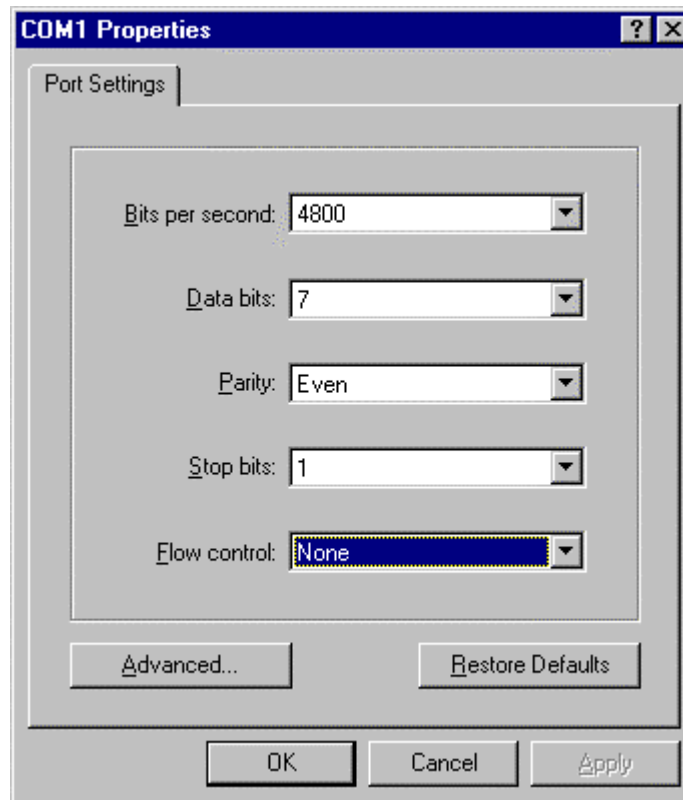 COM1 Properties
Port Settings
Bits per second: 4800
Data bits: 7
Parity: Even
Stop bits: 1
Flow control: None
Advanced... Restore Defaults
OK Cancel Apply